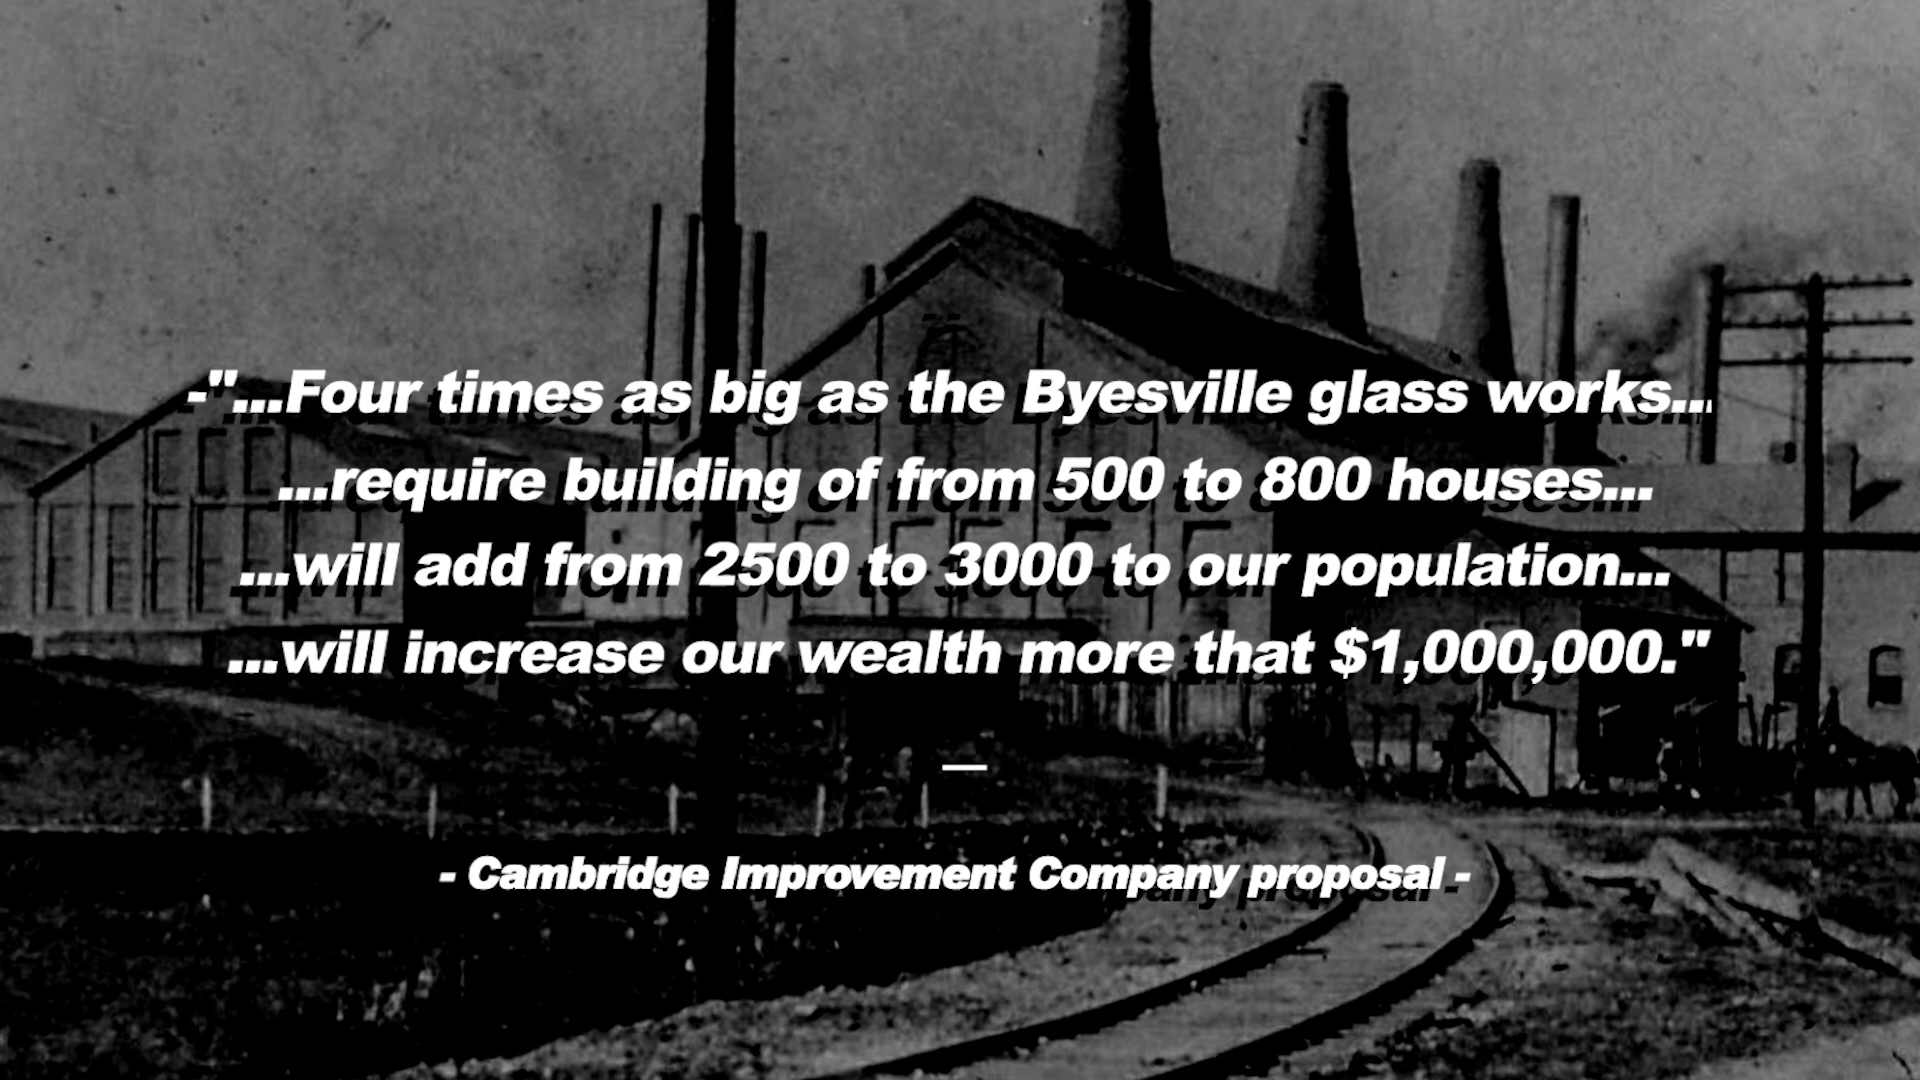 -"...Four times as big as the Byesville glass works...
...require building of from 500 to 800 houses...
...will add from 2500 to 3000 to our population...
...will increase our wealth more that $1,000,000."
—
- Cambridge Improvement Company proposal -